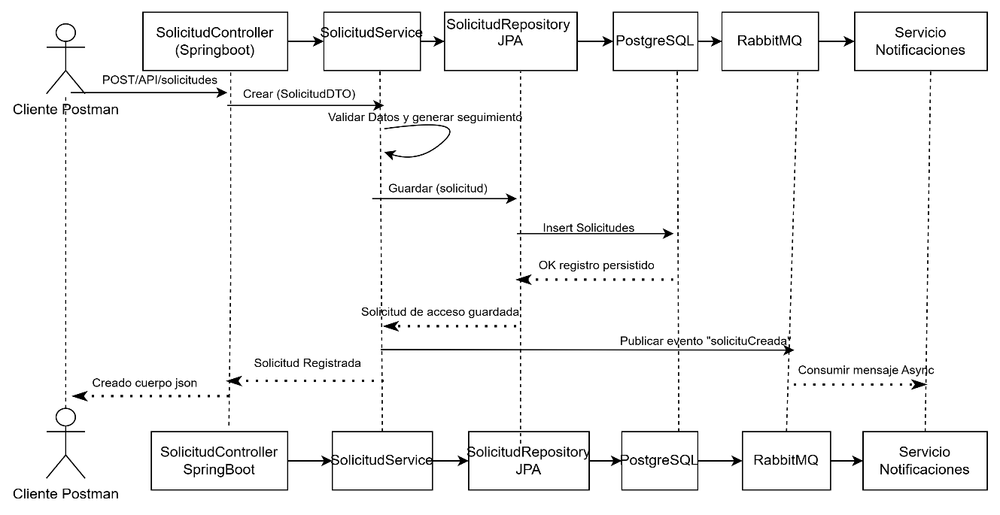 SolicitudController
(Springboot)
SolicitudService
SolicitudRepository
JPA
PostgreSQL
RabbitMQ
Servicio
Notificaciones
Cliente Postman
POST/API/solicitudes
Crear (SolicitudDTO)
Validar Datos y generar seguimiento
Guardar (solicitud)
Insert Solicitudes
OK registro persistido
Solicitud de acceso guardada
Publicar evento "solicituCreada"
Solicitud Registrada
Consumir mensaje Async
Creado cuerpo json
Cliente Postman
SolicitudController
SpringBoot
SolicitudService
SolicitudRepository
JPA
PostgreSQL
RabbitMQ
Servicio
Notificaciones